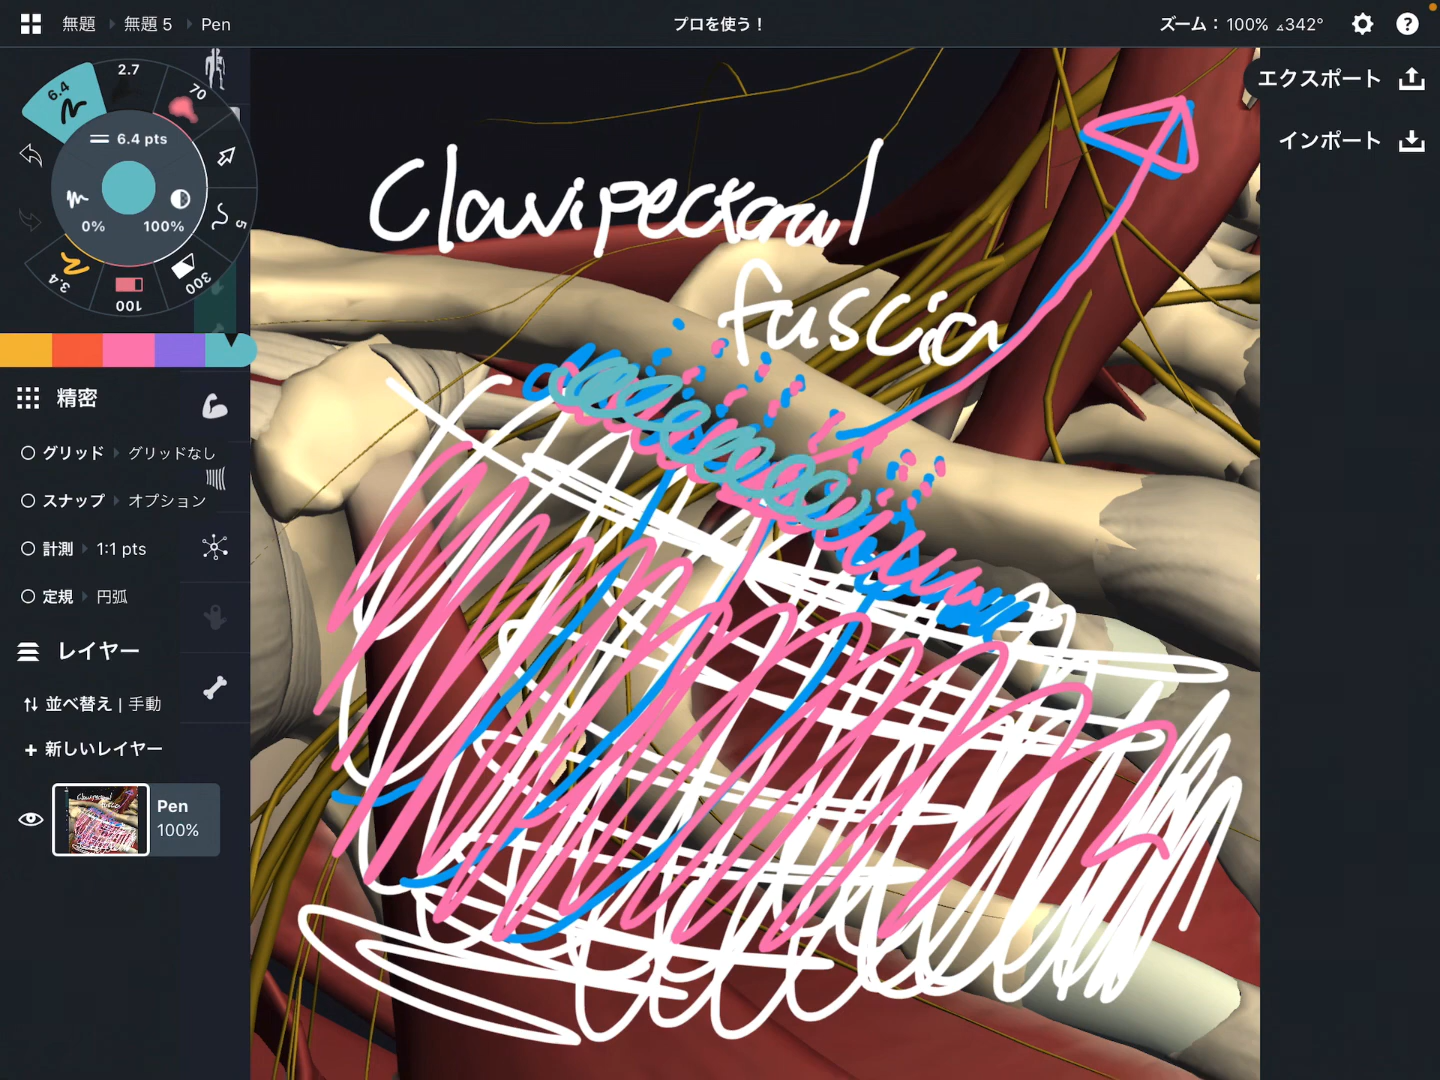 無題 無題 5 Pen プロを使う! ズーム: 100% ⊿342°
エクスポート
インポート
2.7
6.4
70
6.4 pts
0% 100%
5
3.4
100
300
Clavipectoral
fascia
精密
グリッド グリッドなし
スナップ オプション
計測 1:1 pts
定規 円弧
レイヤー
並べ替え | 手動
+ 新しいレイヤー
Pen
100%